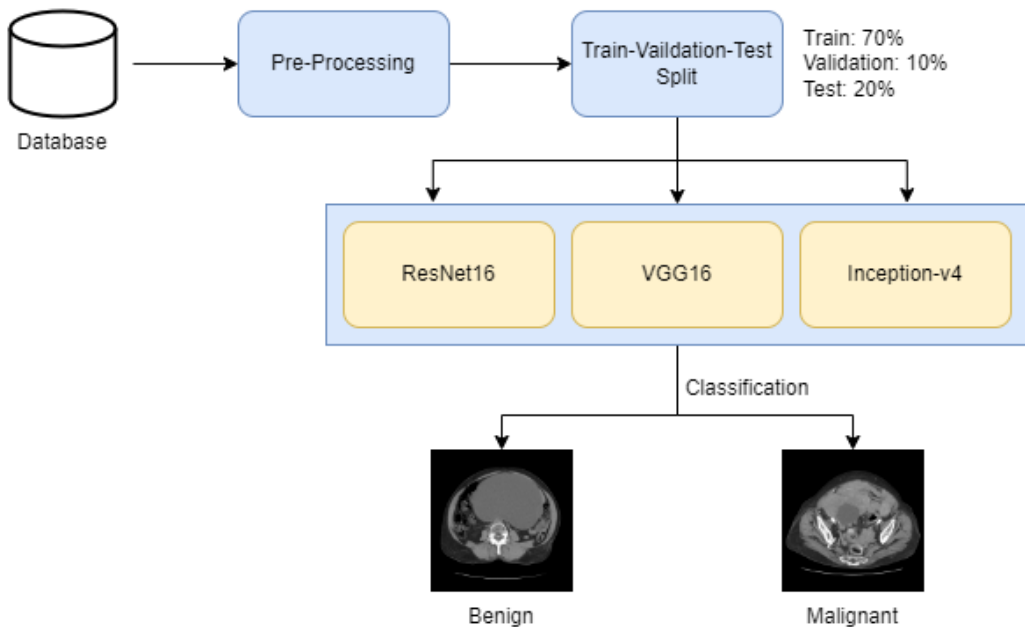 Database
Pre-Processing
Train-Vaildation-Test
Split
Train: 70%
Validation: 10%
Test: 20%
ResNet16
VGG16
Inception-v4
Classification
Benign
Malignant